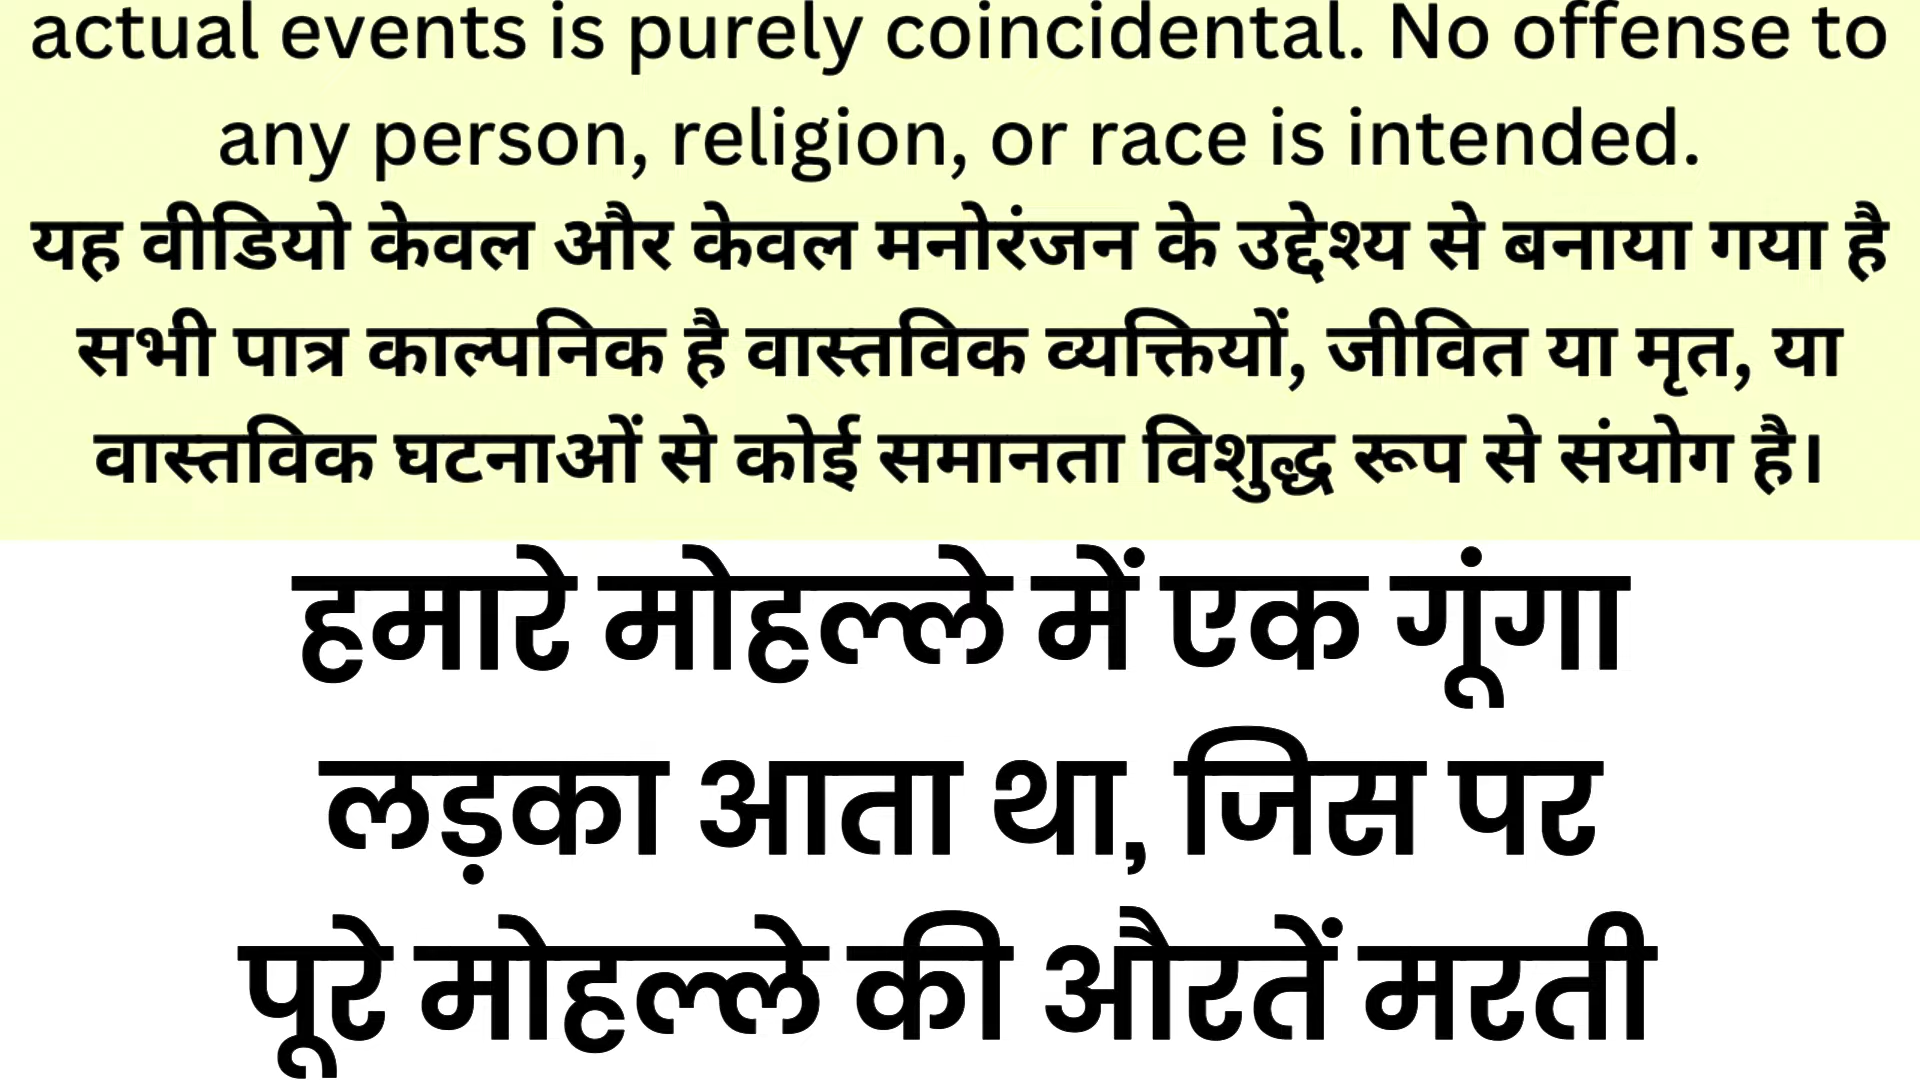 actual events is purely coincidental. No offense to
any person, religion, or race is intended.
यह वीडियो केवल और केवल मनोरंजन के उद्देश्य से बनाया गया है
सभी पात्र काल्पनिक है वास्तविक व्यक्तियों, जीवित या मृत, या
वास्तविक घटनाओं से कोई समानता विशुद्ध रूप से संयोग है।
हमारे मोहल्ले में एक गूंगा
लड़का आता था, जिस पर
पूरे मोहल्ले की औरतें मरती